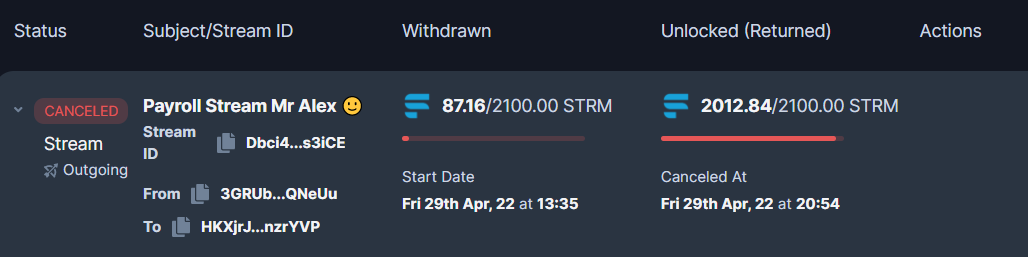 Status Subject/Stream ID Withdrawn Unlocked (Returned) Actions
CANCELED Payroll Stream Mr Alex 🙂 87.16/2100.00 STRM 2012.84/2100.00 STRM
Stream
Stream
ID Dbci4...s3iCE
Outgoing
From 3GRUb...QNeUu
To HKXjrJ...nzrYVP
Start Date
Fri 29th Apr, 22 at 13:35
Canceled At
Fri 29th Apr, 22 at 20:54